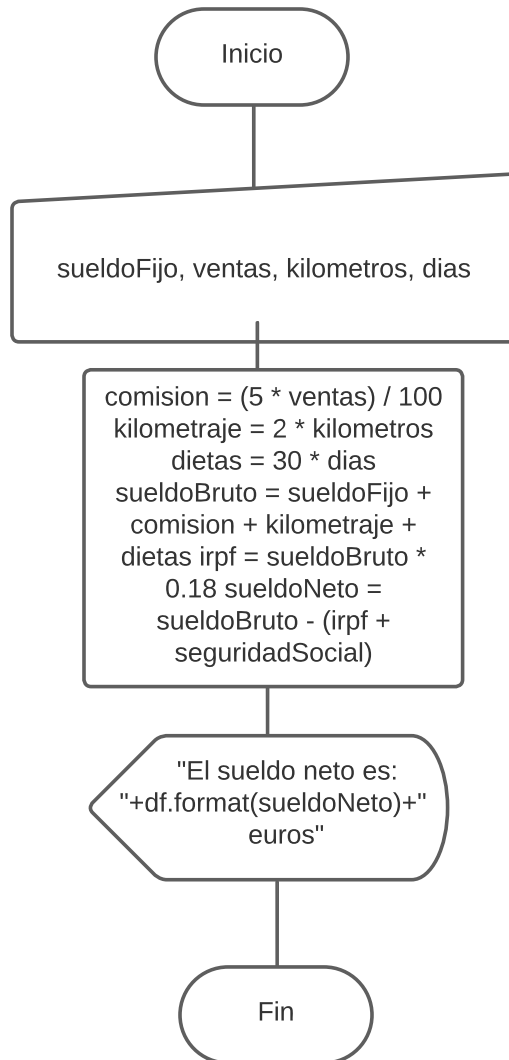 Inicio
sueldoFijo, ventas, kilometros, dias
comision = (5 * ventas) / 100
kilometraje = 2 * kilometros
dietas = 30 * dias
sueldoBruto = sueldoFijo +
comision + kilometraje +
dietas irpf = sueldoBruto *
0.18 sueldoNeto =
sueldoBruto - (irpf +
seguridadSocial)
"El sueldo neto es:
"+df.format(sueldoNeto)+"
euros"
Fin